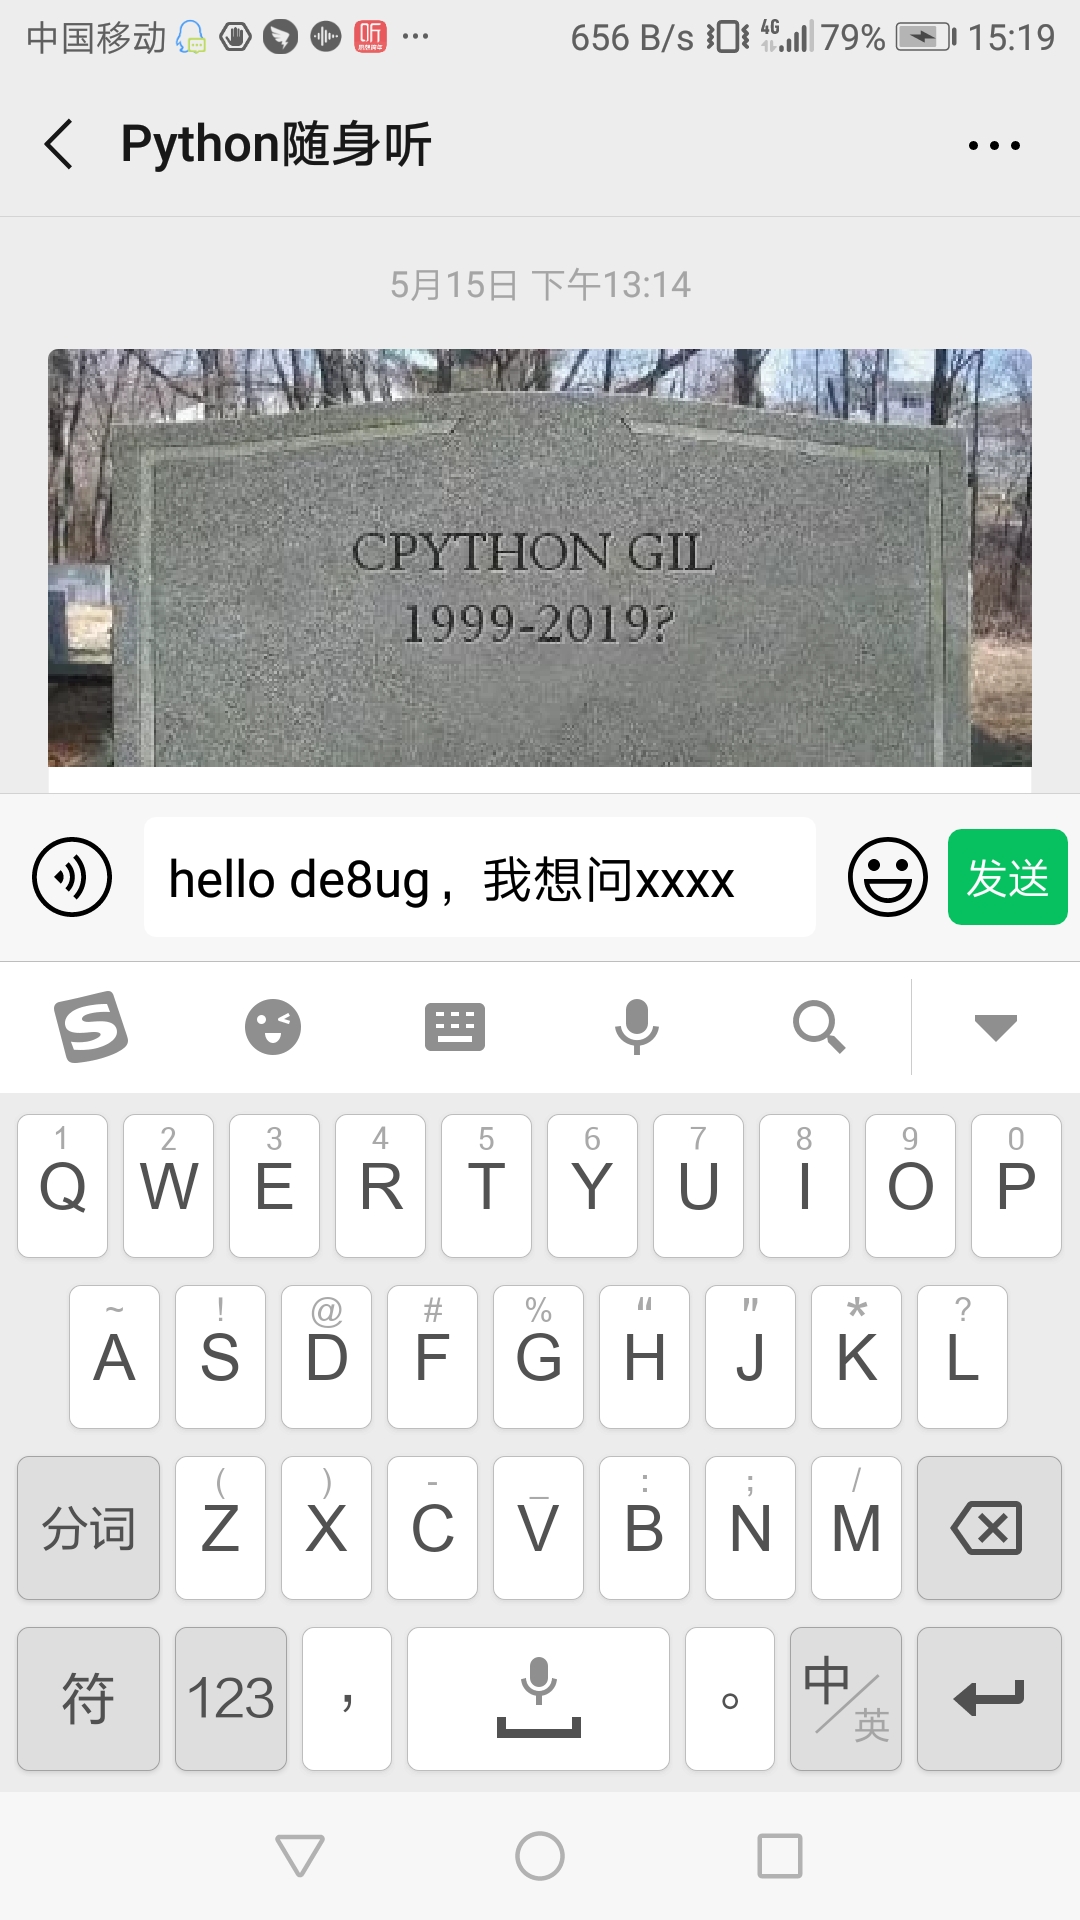 中国移动 听 ··· 656 B/s 4G 79% 15:19
Python随身听
5月15日 下午13:14
CPYTHON GIL
1999-2019?
hello de8ug，我想问xxxx 发送
1 2 3 4 5 6 7 8 9 0
Q W E R T Y U I O P
~ ! @ # % “ " * ?
A S D F G H J K L
( ) - _ : ; /
分词 Z X C V B N M
符 123 ， 。 中/英